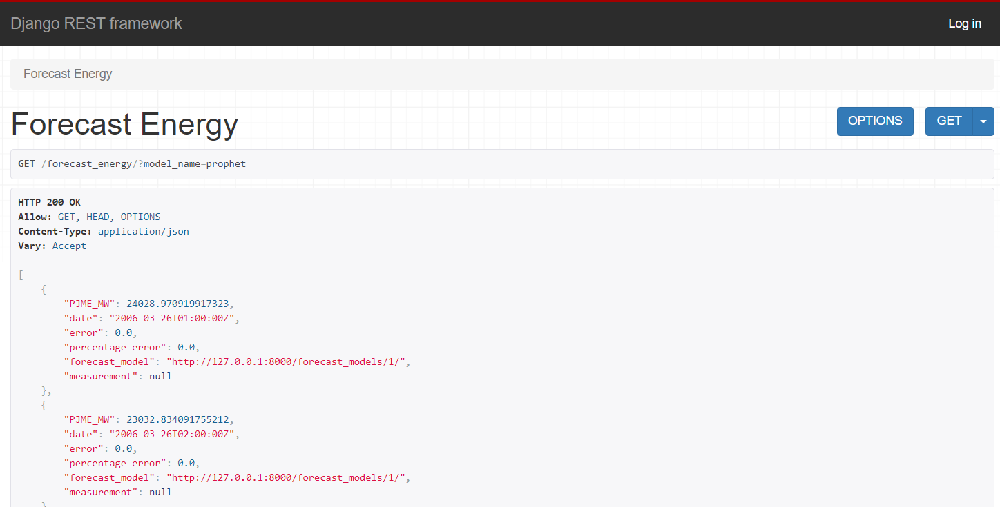 Django REST framework
Log in
Forecast Energy
Forecast Energy
OPTIONS
GET
GET /forecast_energy/?model_name=prophet
HTTP 200 OK
Allow: GET, HEAD, OPTIONS
Content-Type: application/json
Vary: Accept
[
    {
        "PJME_MW": 24028.970919917323,
        "date": "2006-03-26T01:00:00Z",
        "error": 0.0,
        "percentage_error": 0.0,
        "forecast_model": "http://127.0.0.1:8000/forecast_models/1/",
        "measurement": null
    },
    {
        "PJME_MW": 23032.834091755212,
        "date": "2006-03-26T02:00:00Z",
        "error": 0.0,
        "percentage_error": 0.0,
        "forecast_model": "http://127.0.0.1:8000/forecast_models/1/",
        "measurement": null